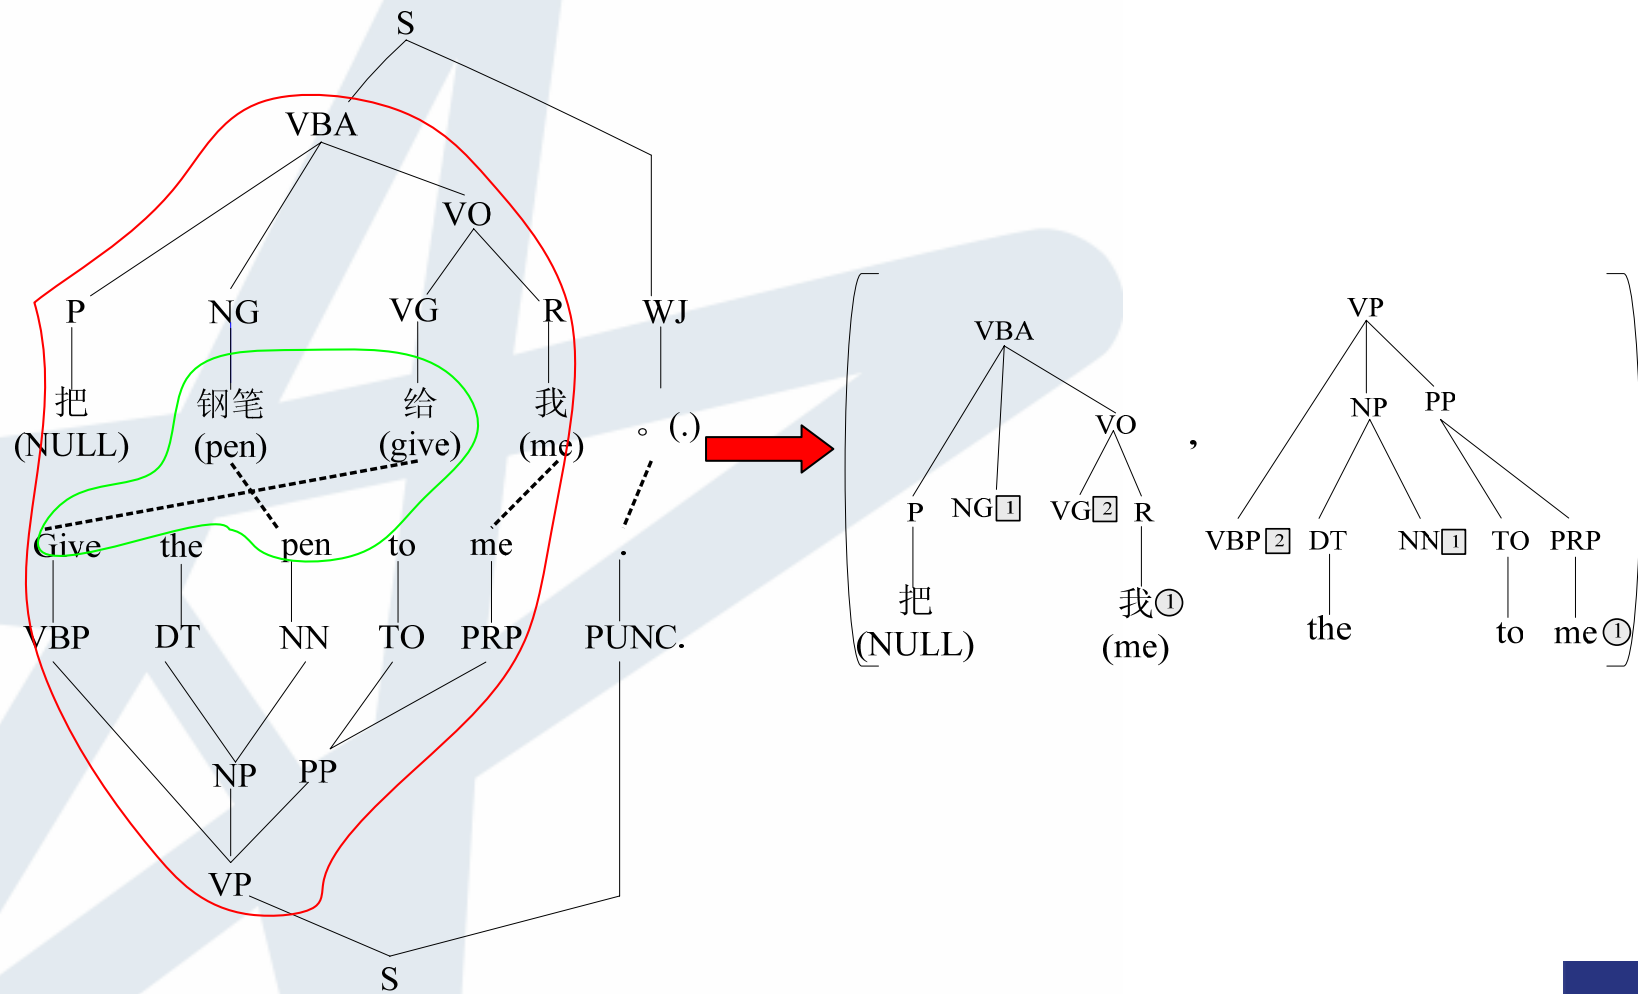 S
VBA
VO
P NG VG R WJ
把 钢笔 给 我 。 (.)
(NULL) (pen) (give) (me)
Give the pen to me .
VBP DT NN TO PRP PUNC.
NP PP
VP
S
VBA
VO
P NG 1 VG 2 R
把 我 1
(NULL) (me)
,
VP
NP PP
VBP 2 DT NN 1 TO PRP
the to me 1